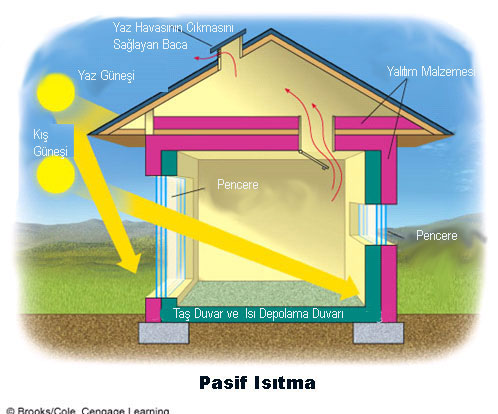 Yaz Havasının Cıkmasını
Sağlayan Baca
Yaz Güneşi
Yalıtım Malzemesi
Kış
Güneşi
Pencere
Pencere
Taş Duvar ve Isı Depolama Duvarı
Pasif Isıtma
© Brooks/Cole, Cengage Learning